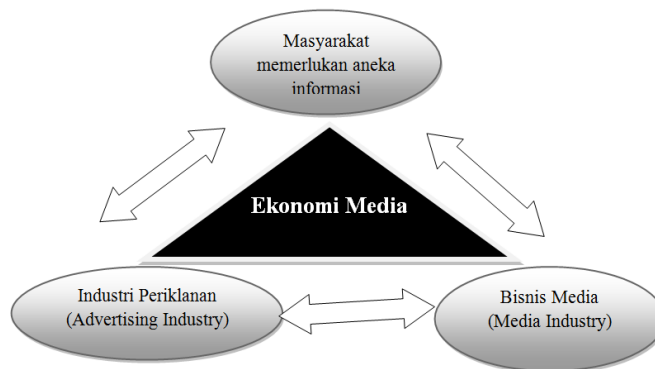 Masyarakat
memerlukan aneka
informasi
Ekonomi Media
Industri Periklanan
(Advertising Industry)
Bisnis Media
(Media Industry)